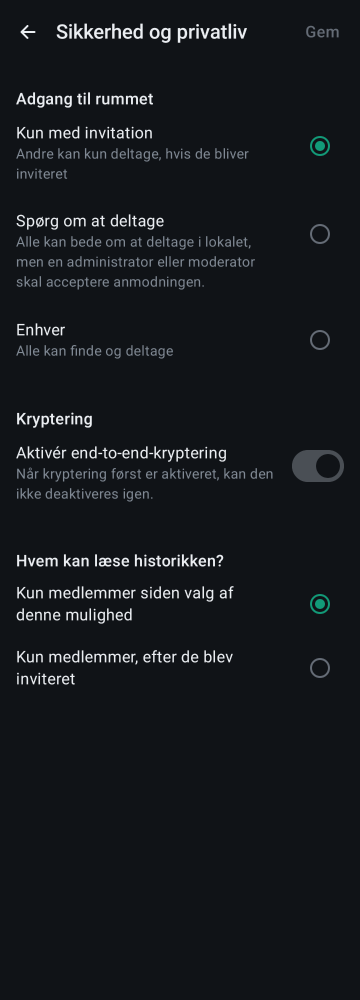 Sikkerhed og privatliv
Gem
Adgang til rummet
Kun med invitation
Andre kan kun deltage, hvis de bliver
inviteret
Spørg om at deltage
Alle kan bede om at deltage i lokalet,
men en administrator eller moderator
skal acceptere anmodningen.
Enhver
Alle kan finde og deltage
Kryptering
Aktivér end-to-end-kryptering
Når kryptering først er aktiveret, kan den
ikke deaktiveres igen.
Hvem kan læse historikken?
Kun medlemmer siden valg af
denne mulighed
Kun medlemmer, efter de blev
inviteret